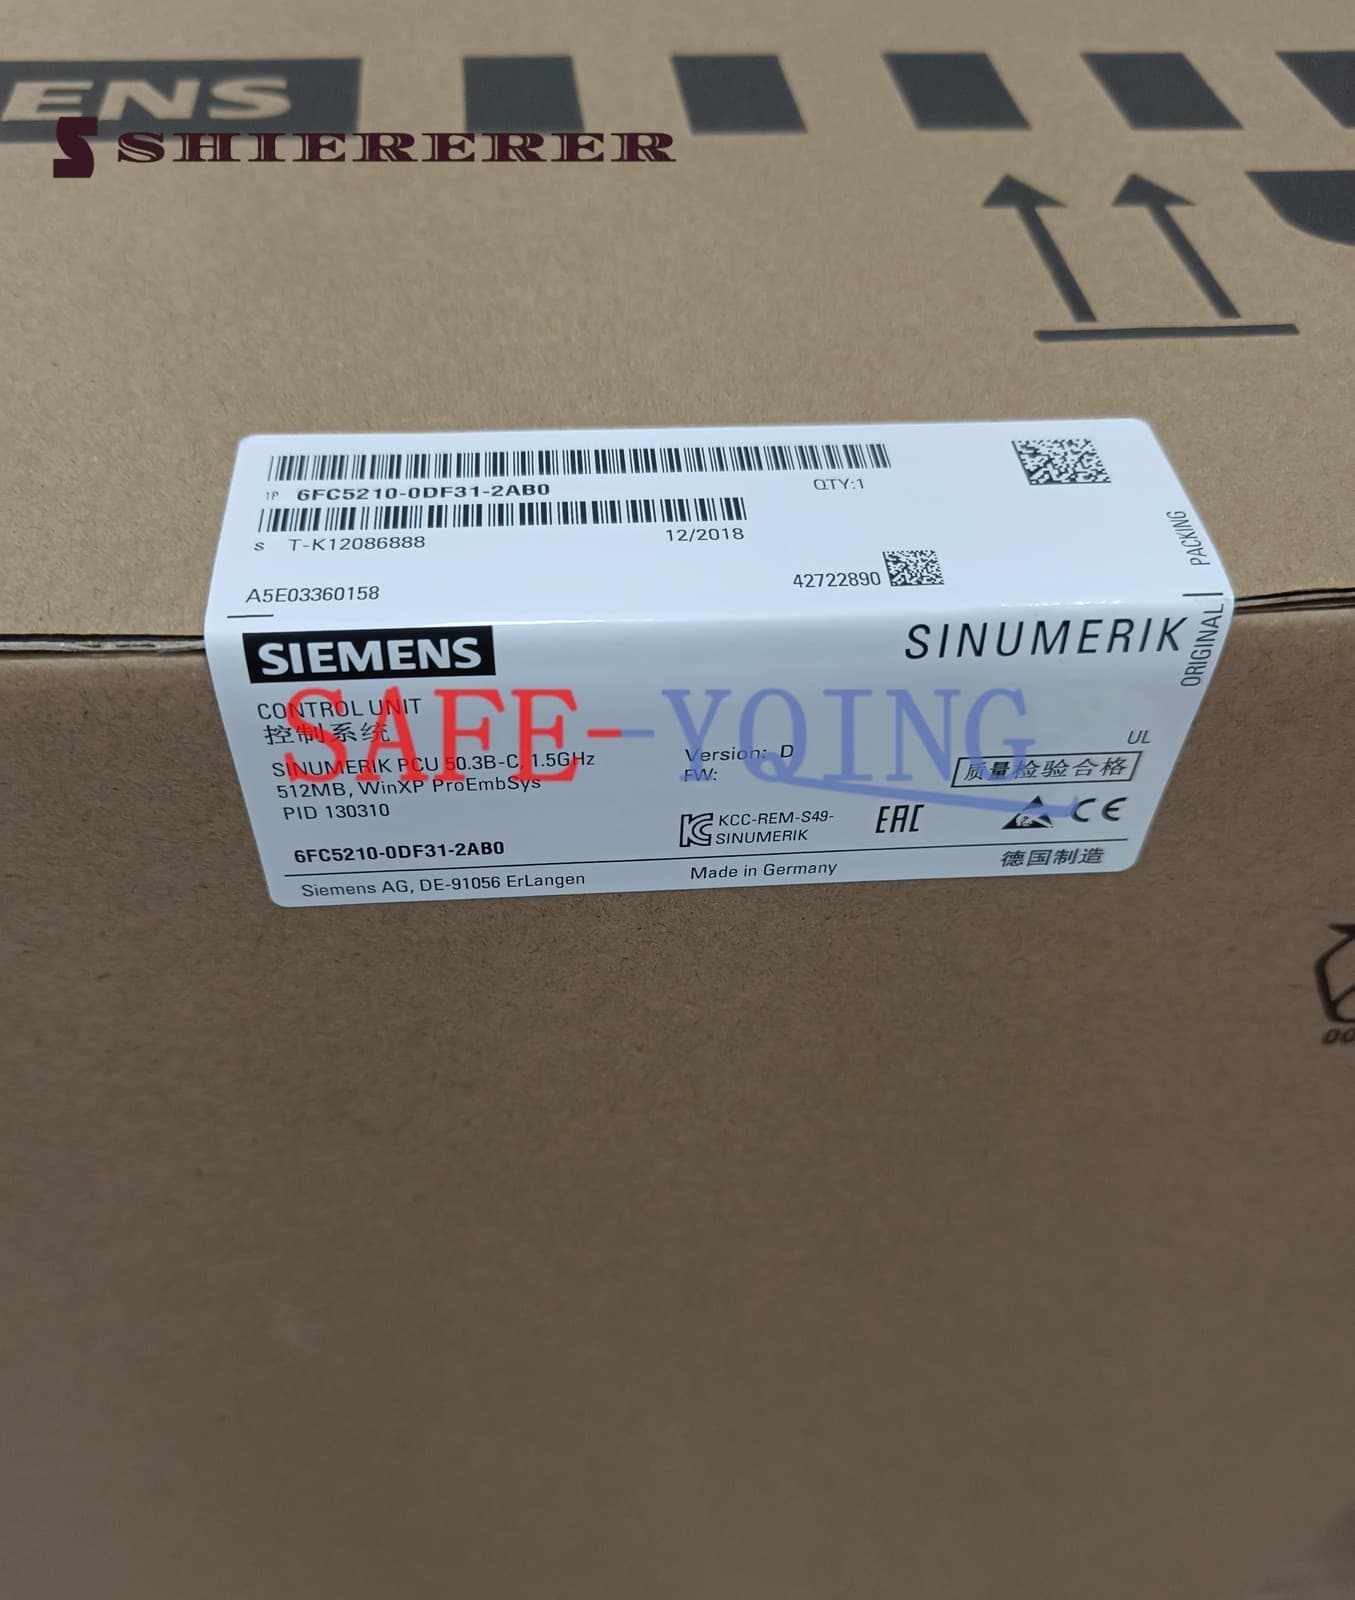 ENS
S SHIERERER
1P 6FC5210-0DF31-2AB0
QTY:1
S T-K12086888
12/2018
A5E03360158
42722890
ORIGINAL PACKING
SIEMENS
SINUMERIK
CONTROL UNIT
控制系统
SAFE-YQING
SINUMERIK PCU 50.3B-C, 1.5GHz
512MB, WinXP ProEmbSys
PID 130310
Version: D
FW:
UL
质量检验合格
KCC-REM-S49-
SINUMERIK
EAC
CE
6FC5210-0DF31-2AB0
Siemens AG, DE-91056 ErLangen
Made in Germany
德国制造